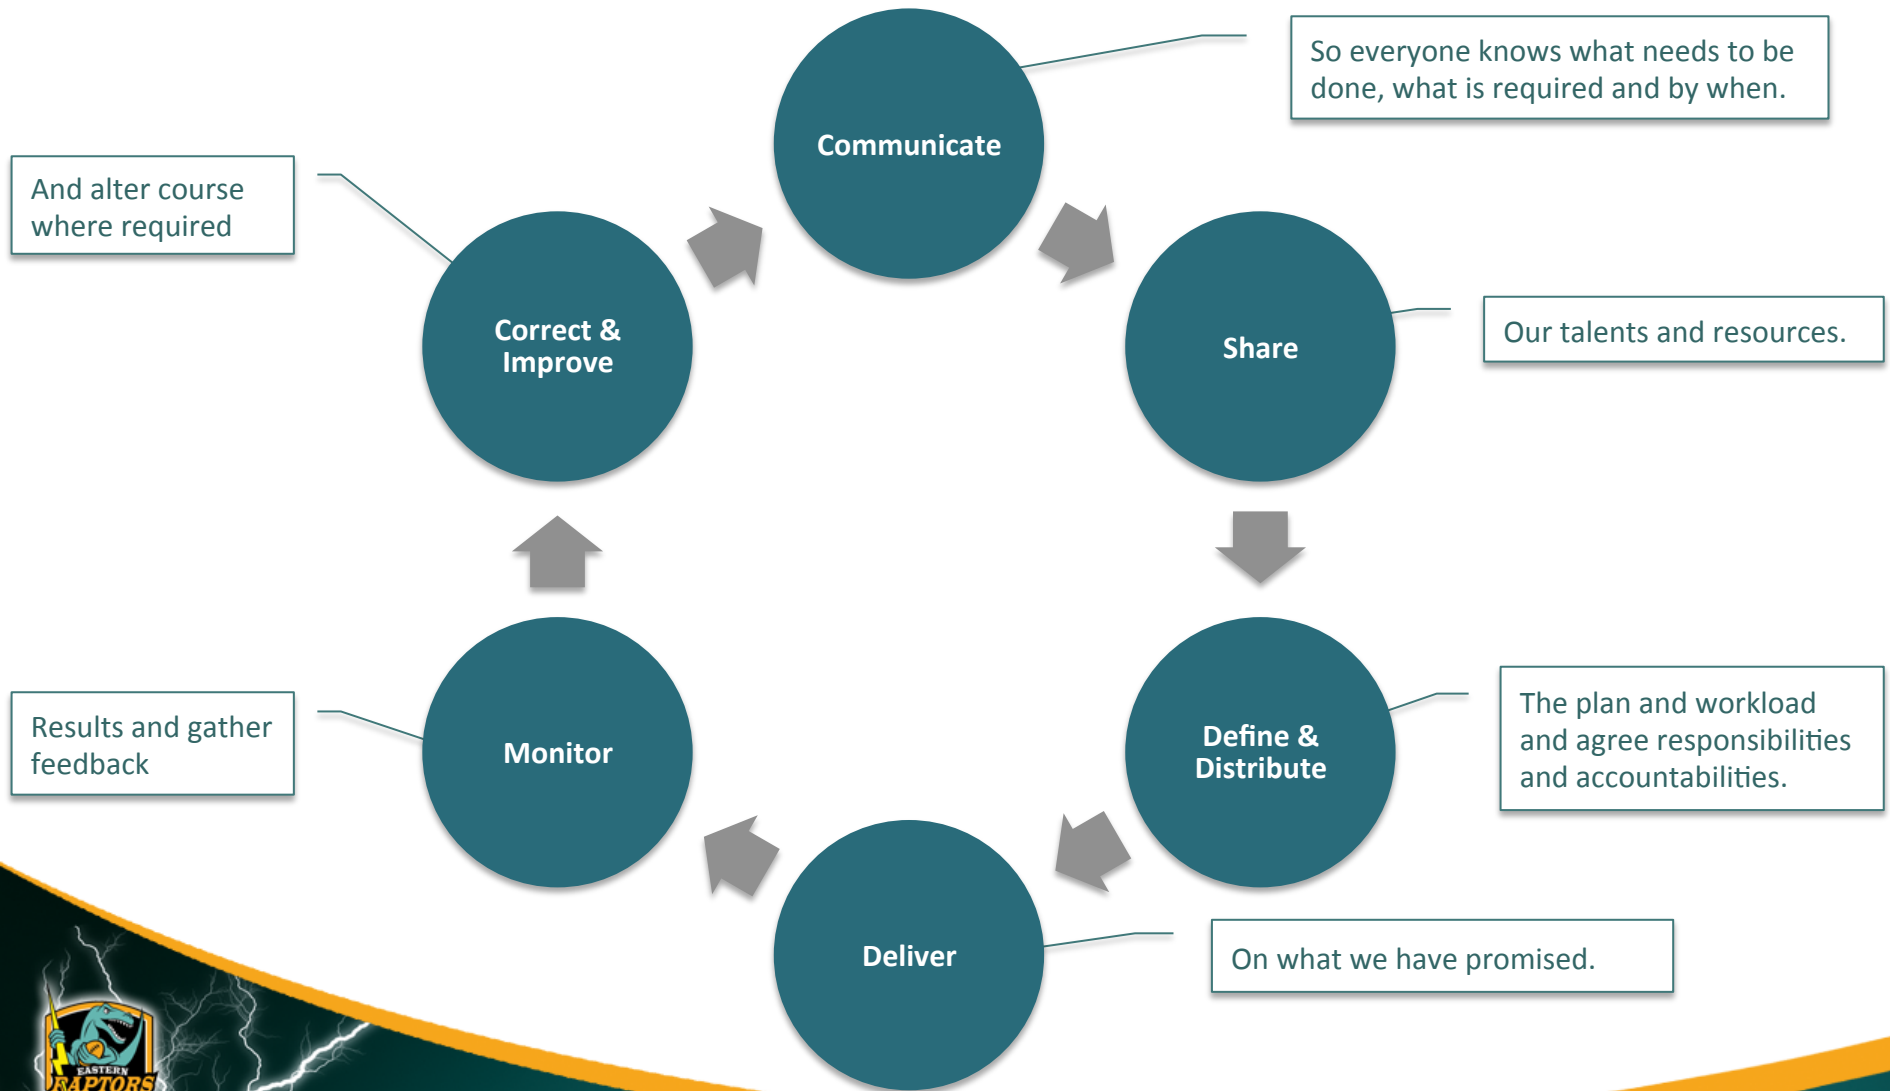 Communicate
So everyone knows what needs to be
done, what is required and by when.
Share
Our talents and resources.
Define &
Distribute
The plan and workload
and agree responsibilities
and accountabilities.
Deliver
On what we have promised.
Monitor
Results and gather
feedback
Correct &
Improve
And alter course
where required
EASTERN
RAPTORS